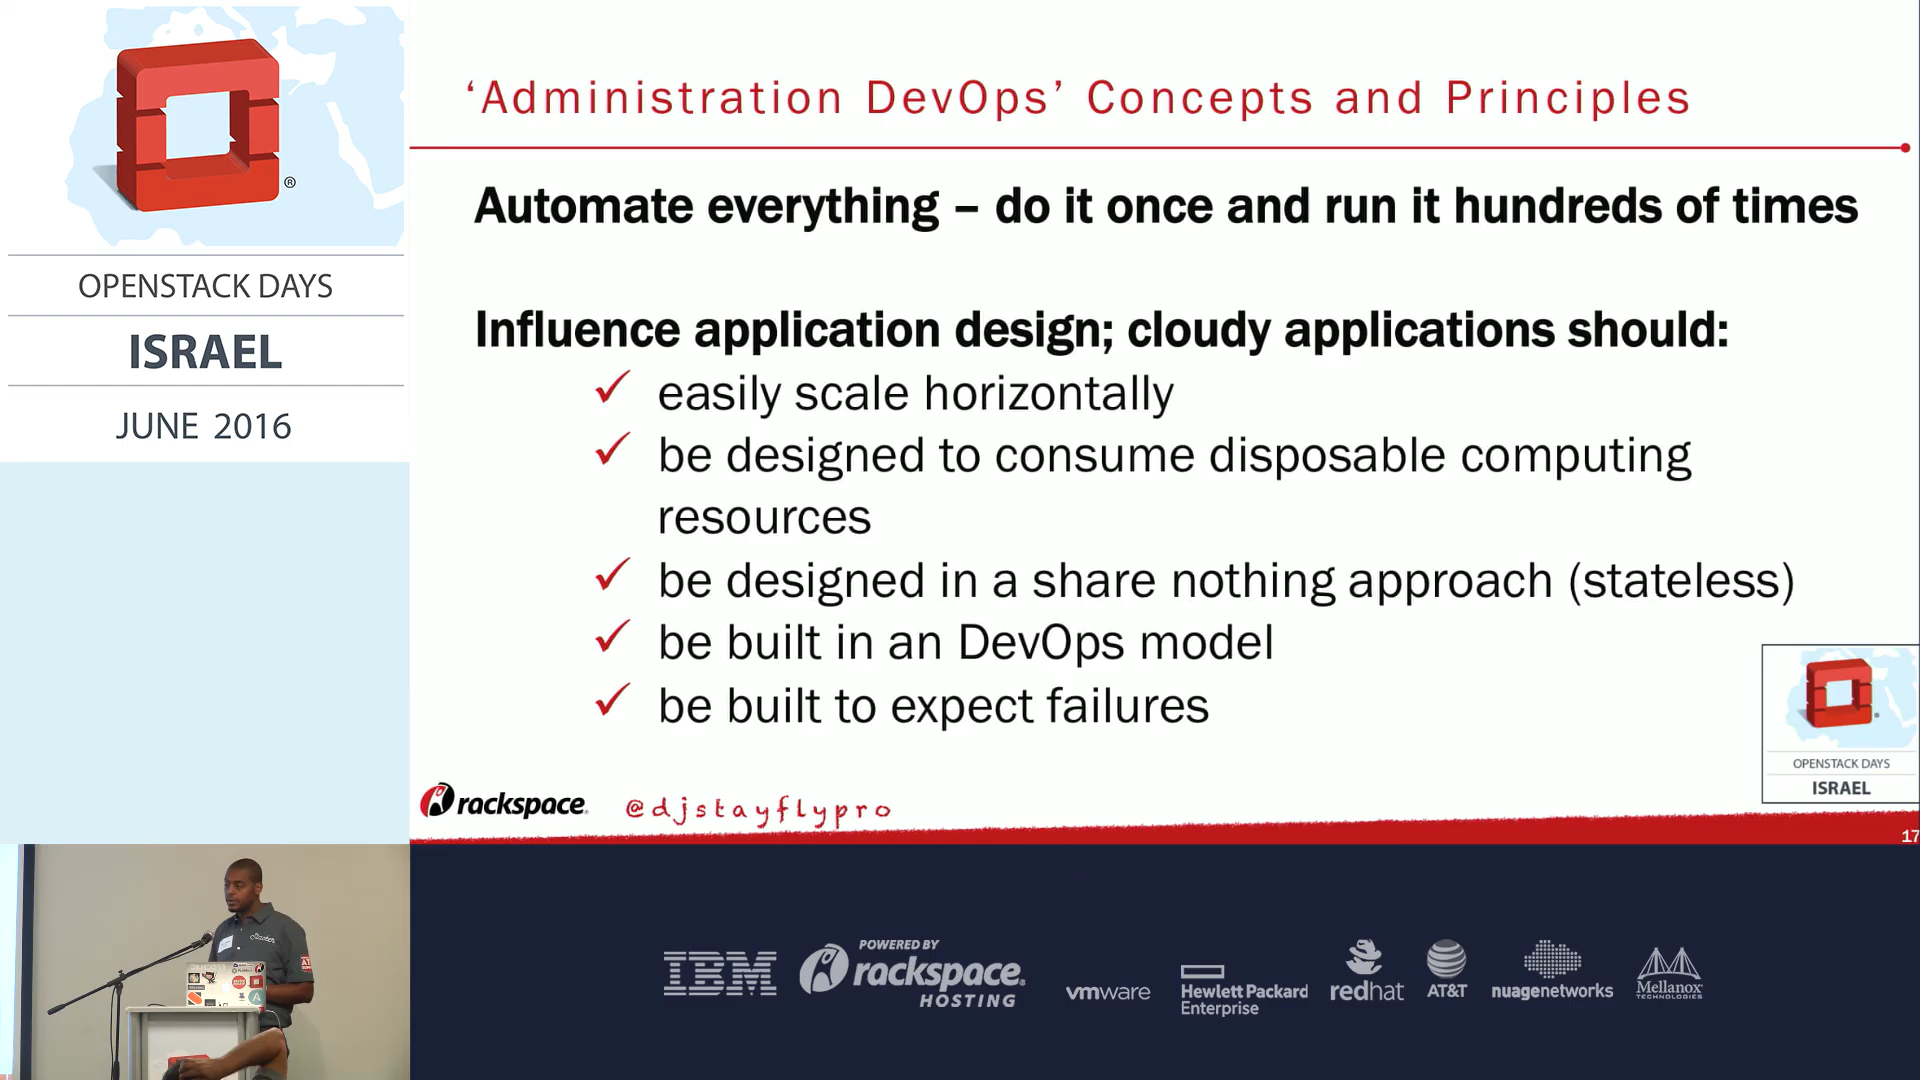 ®
OPENSTACK DAYS
ISRAEL
JUNE 2016
‘Administration DevOps’ Concepts and Principles
Automate everything – do it once and run it hundreds of times
Influence application design; cloudy applications should:
✓ easily scale horizontally
✓ be designed to consume disposable computing
resources
✓ be designed in a share nothing approach (stateless)
✓ be built in an DevOps model
✓ be built to expect failures
OPENSTACK DAYS
ISRAEL
rackspace.
@djstayflypro
17
IBM
POWERED BY
rackspace.
HOSTING
vmware
Hewlett Packard
Enterprise
redhat
AT&T
nuagenetworks
Mellanox
TECHNOLOGIES